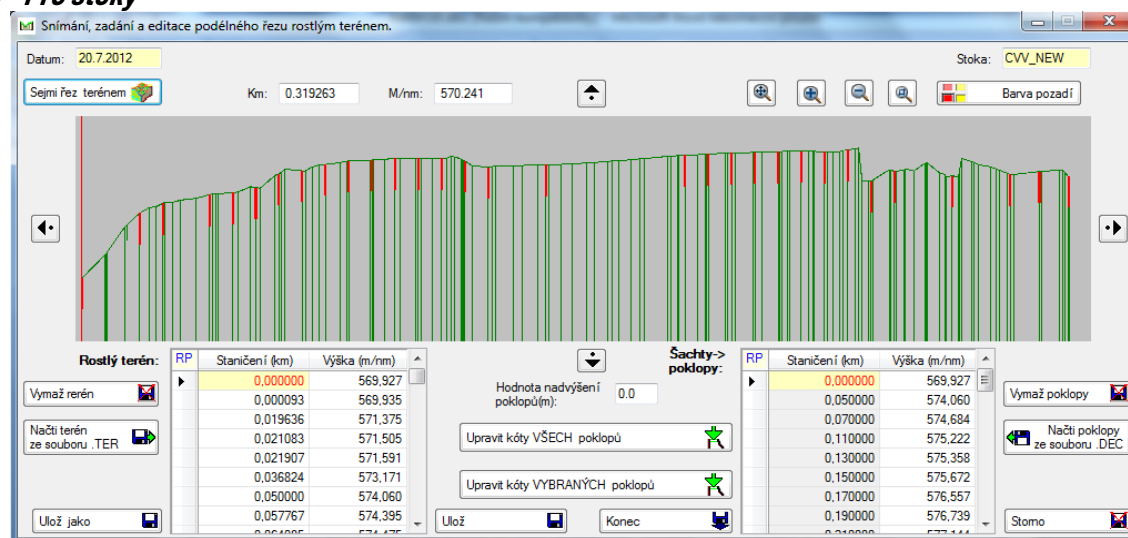 Pro stoky
Snímání, zadání a editace podélného řezu rostlým terénem.
Datum: 20.7.2012 Stoka: CVV_NEW
Sejmi řez terénem Km: 0.319263 M/nm: 570.241 Barva pozadí
Rostlý terén:
RP Staničení (km) Výška (m/nm)
0,000000 569,927
0,000093 569,935
0,019636 571,375
0,021083 571,505
0,021907 571,591
0,036824 573,171
0,050000 574,060
0,057767 574,395
Vymaž rerén
Načti terén
ze souboru .TER
Ulož jako
Hodnota nadvýšení
poklopů(m): 0.0
Upravit kóty VŠECH poklopů
Upravit kóty VYBRANÝCH poklopů
Ulož Konec
Šachty->
poklopy:
RP Staničení (km) Výška (m/nm)
0,000000 569,927
0,050000 574,060
0,070000 574,684
0,110000 575,222
0,130000 575,358
0,150000 575,672
0,170000 576,557
0,190000 576,739
Vymaž poklopy
Načti poklopy
ze souboru .DEC
Storno